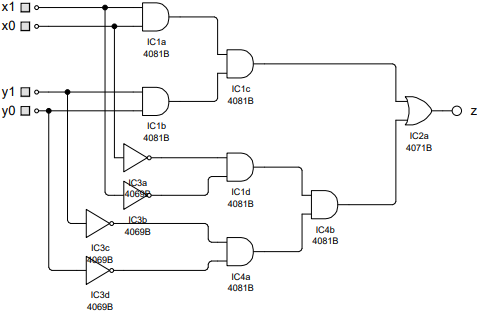 x1
x0
IC1a
4081B
IC1c
4081B
y1
y0
IC1b
4081B
z
IC2a
4071B
IC3a
4069B
IC1d
4081B
IC3b
4069B
IC4b
4081B
IC3c
4069B
IC4a
4081B
IC3d
4069B